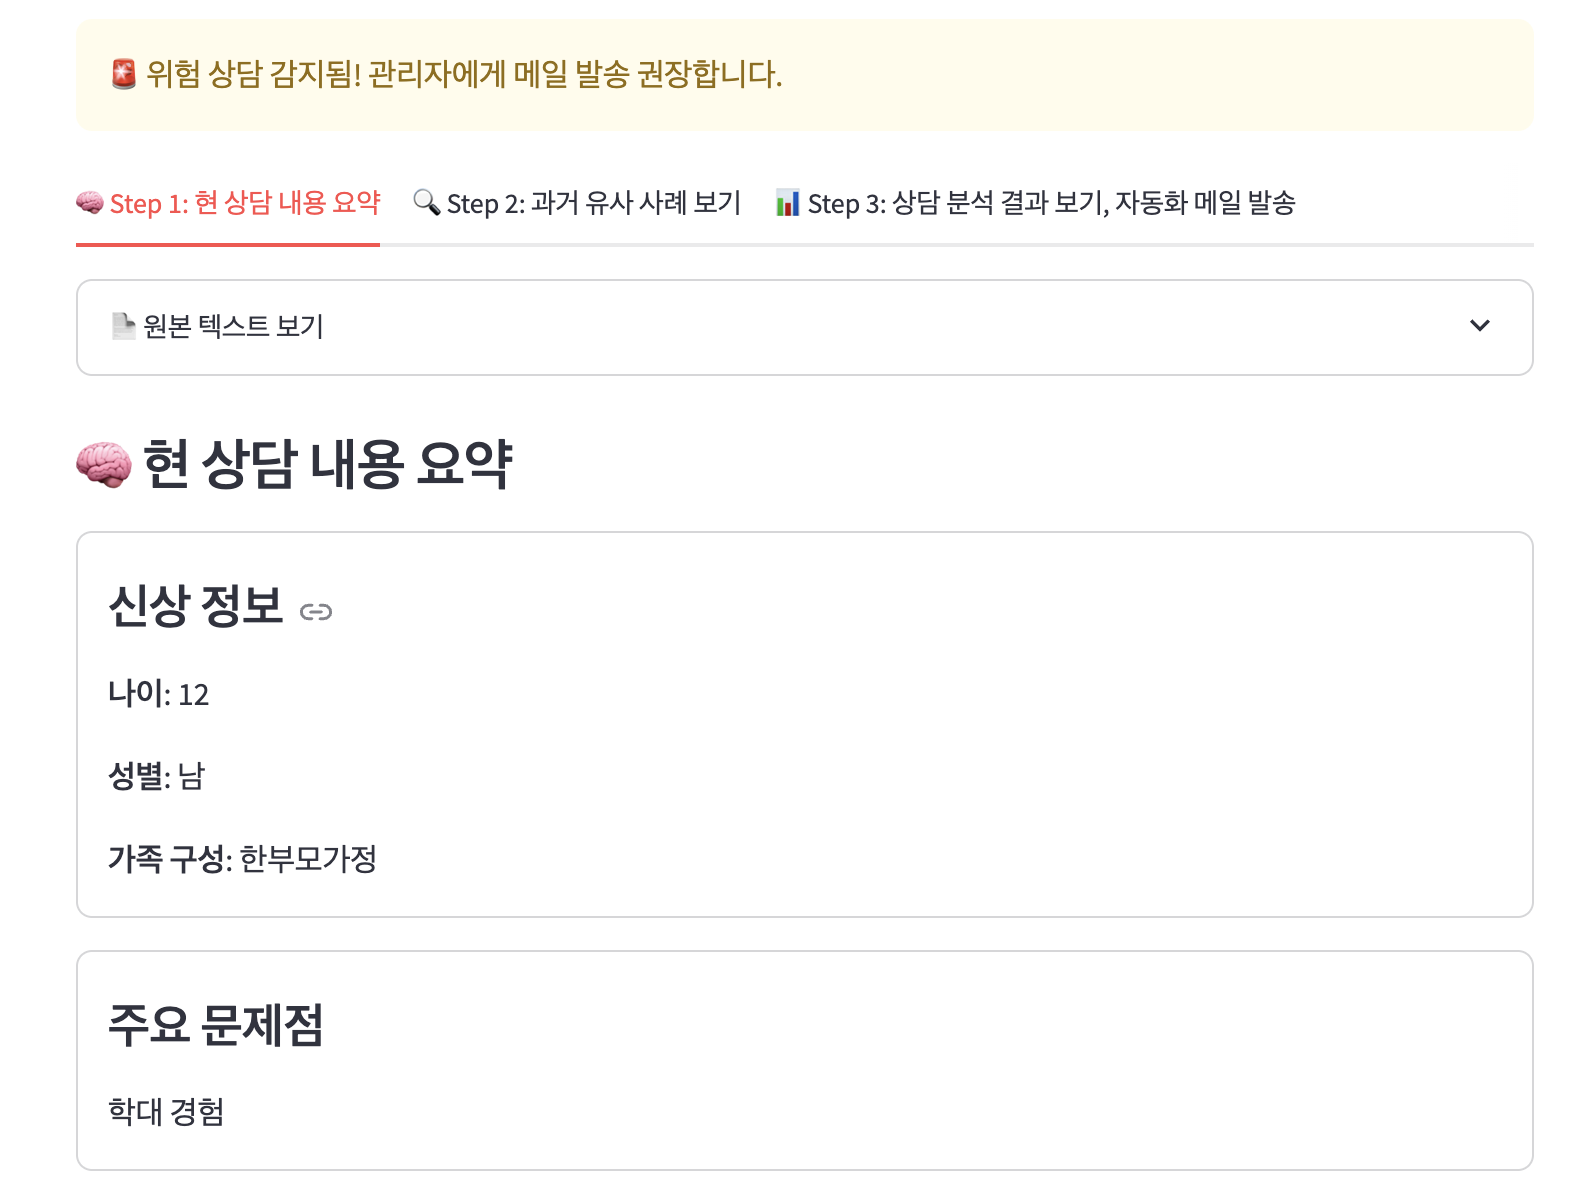 🚨 위험 상담 감지됨! 관리자에게 메일 발송 권장합니다.
🧠 Step 1: 현 상담 내용 요약
🔍 Step 2: 과거 유사 사례 보기
📊 Step 3: 상담 분석 결과 보기, 자동화 메일 발송
📄 원본 텍스트 보기
🧠 현 상담 내용 요약
신상 정보
나이: 12
성별: 남
가족 구성: 한부모가정
주요 문제점
학대 경험